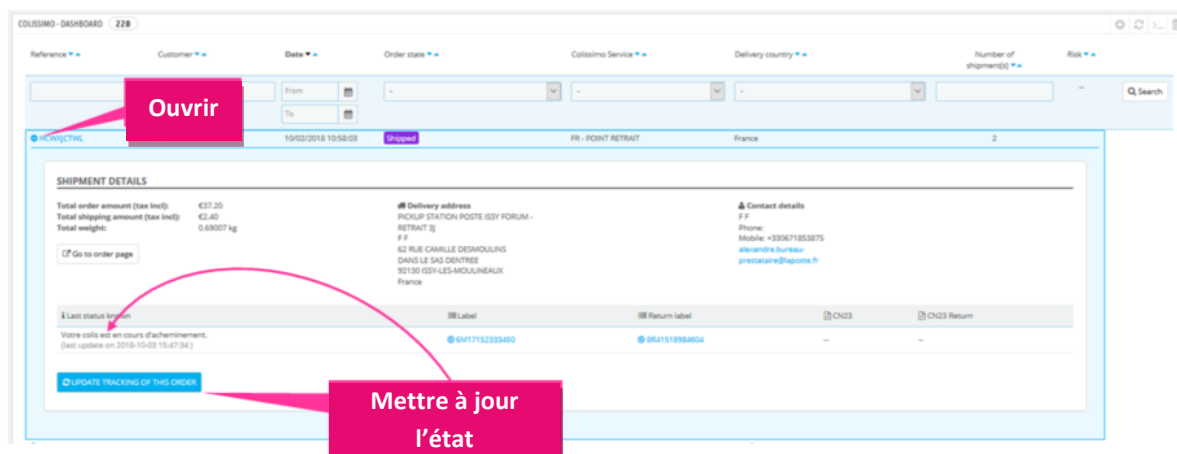 COLISSIMO - DASHBOARD 220
Reference Customer Date Order state Colissimo Service Delivery country Number of shipment(s) Risk
From - - - -- Search
To
Ouvrir
HCWXJCTWL 10/02/2018 10:58:03 Shipped FR - POINT RETRAIT France 2
SHIPMENT DETAILS
Total order amount (tax incl): €37.20
Total shipping amount (tax incl): €2.40
Total weight: 0.69007 kg
Go to order page
Delivery address
PICKUP STATION POSTE ISSY FORUM -
RETRAIT 3J
F F
62 RUE CAMILLE DESMOULINS
DANS LE SAS DENTREE
92130 ISSY-LES-MOULINEAUX
France
Contact details
F F
Phone:
Mobile: +330671853875
alexandre.bureau-
prestataire@laposte.fr
Last status known Label Return label CN23 CN23 Return
Votre colis est en cours d'acheminement. 6M17152333450 8R41518984604 -- --
(last update on 2018-10-03 15:47:54 )
UPDATE TRACKING OF THIS ORDER
Mettre à jour
l'état